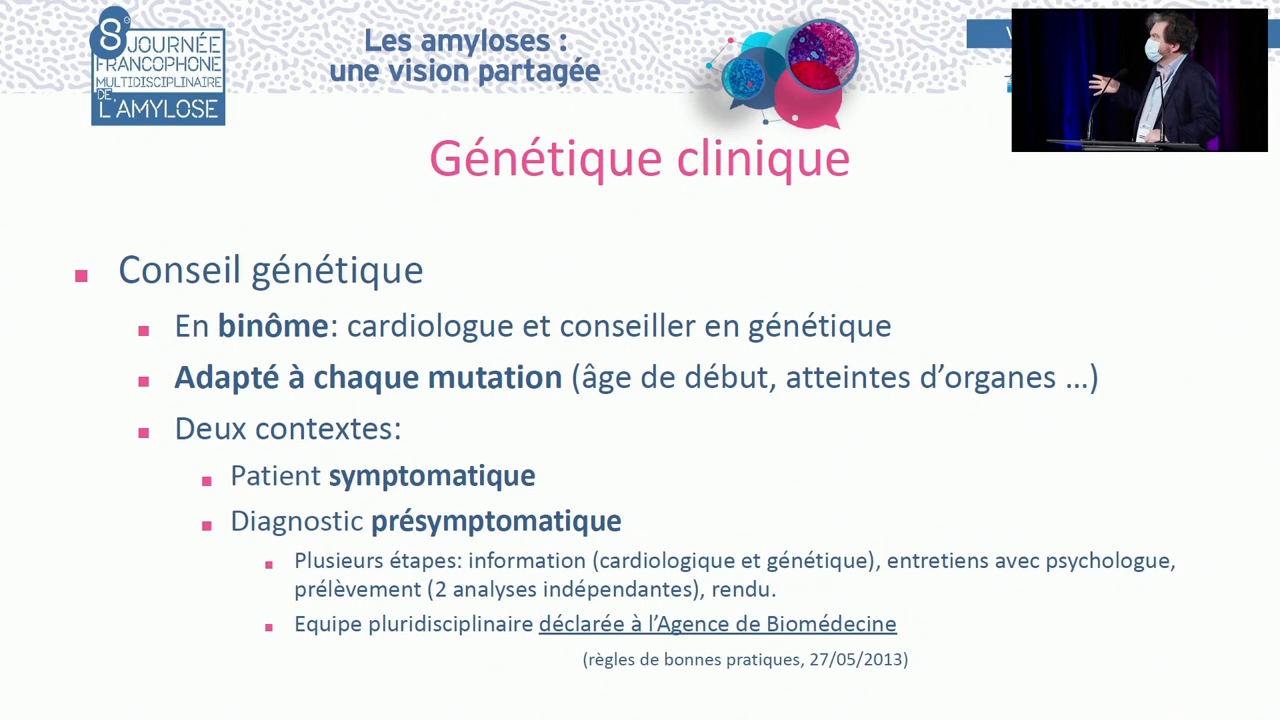 8e JOURNÉE
FRANCOPHONE
MULTIDISCIPLINAIRE
DE
L'AMYLOSE
Les amyloses :
une vision partagée
Génétique clinique
Conseil génétique
En binôme: cardiologue et conseiller en génétique
Adapté à chaque mutation (âge de début, atteintes d’organes …)
Deux contextes:
Patient symptomatique
Diagnostic présymptomatique
Plusieurs étapes: information (cardiologique et génétique), entretiens avec psychologue,
prélèvement (2 analyses indépendantes), rendu.
Equipe pluridisciplinaire déclarée à l’Agence de Biomédecine
(règles de bonnes pratiques, 27/05/2013)